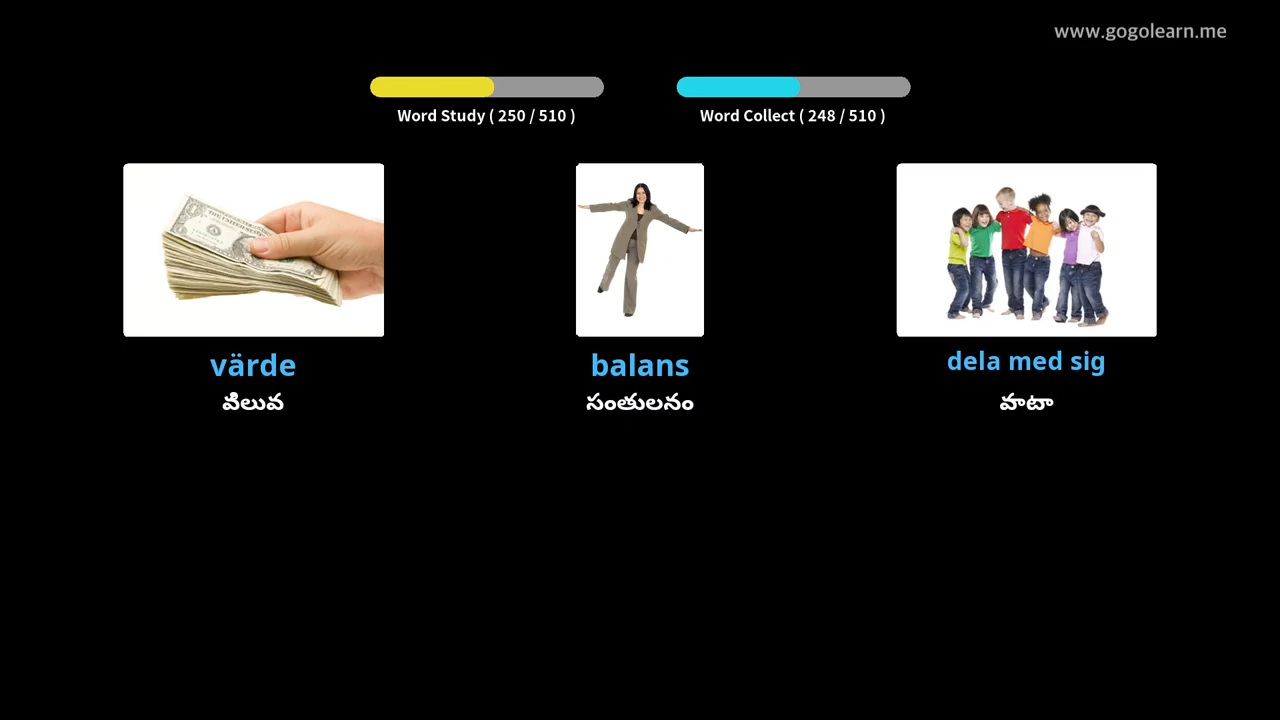 www.gogolearn.me
Word Study ( 250 / 510 )
Word Collect ( 248 / 510 )
värde
balans
dela med sig
విలువ
సంతులనం
వాటా